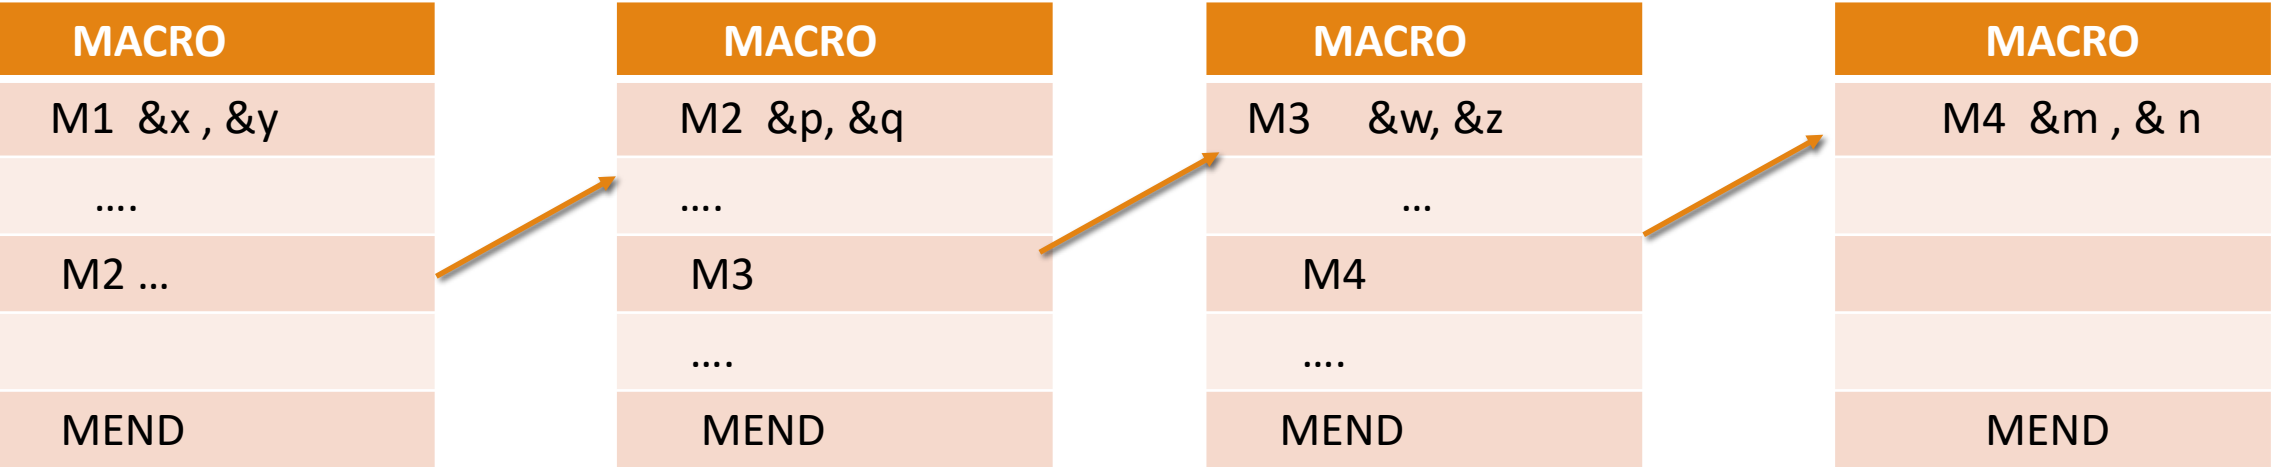 MACRO
M1 &x , &y
....
M2 ...
MEND
MACRO
M2 &p, &q
....
M3
....
MEND
MACRO
M3 &w, &z
...
M4
....
MEND
MACRO
M4 &m , & n
MEND